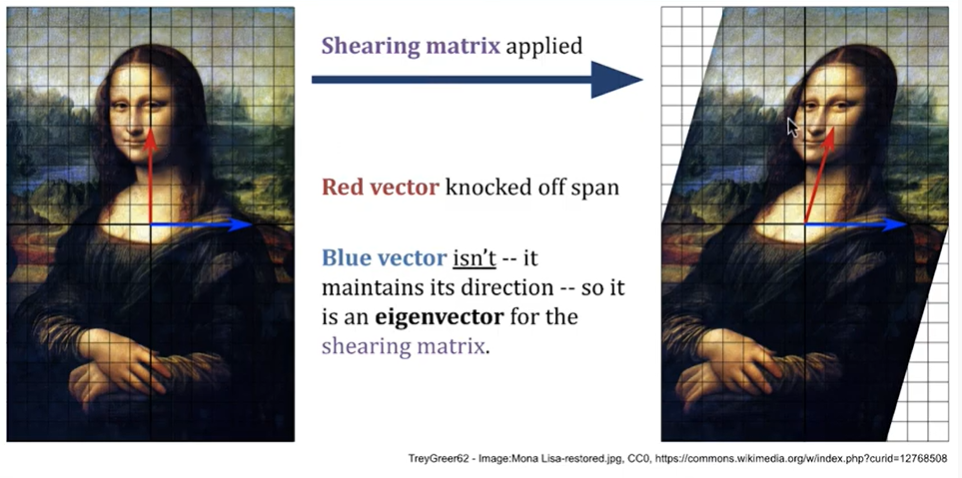 Shearing matrix applied
Red vector knocked off span
Blue vector isn't -- it
maintains its direction -- so it
is an eigenvector for the
shearing matrix.
TreyGreer62 - Image:Mona Lisa-restored.jpg, CC0, https://commons.wikimedia.org/w/index.php?curid=12768508